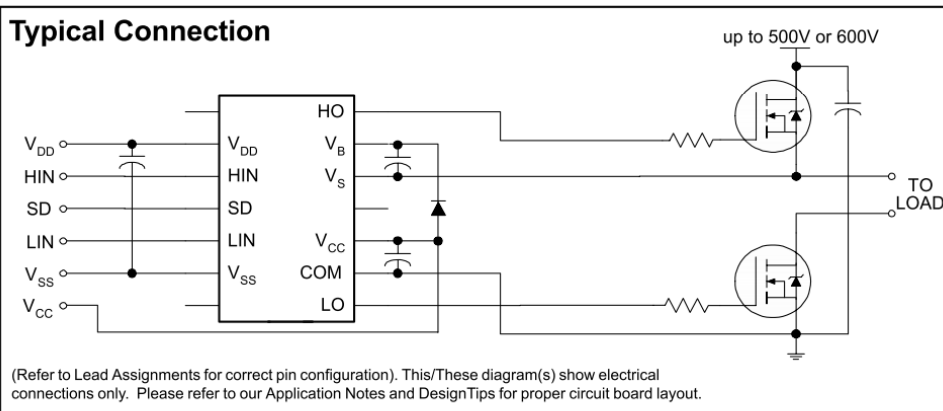 Typical Connection
up to 500V or 600V
HO
V_DD
V_DD
V_B
HIN
HIN
V_S
TO
LOAD
SD
SD
LIN
LIN
V_CC
V_SS
V_SS
COM
V_CC
LO
(Refer to Lead Assignments for correct pin configuration). This/These diagram(s) show electrical
connections only.  Please refer to our Application Notes and DesignTips for proper circuit board layout.